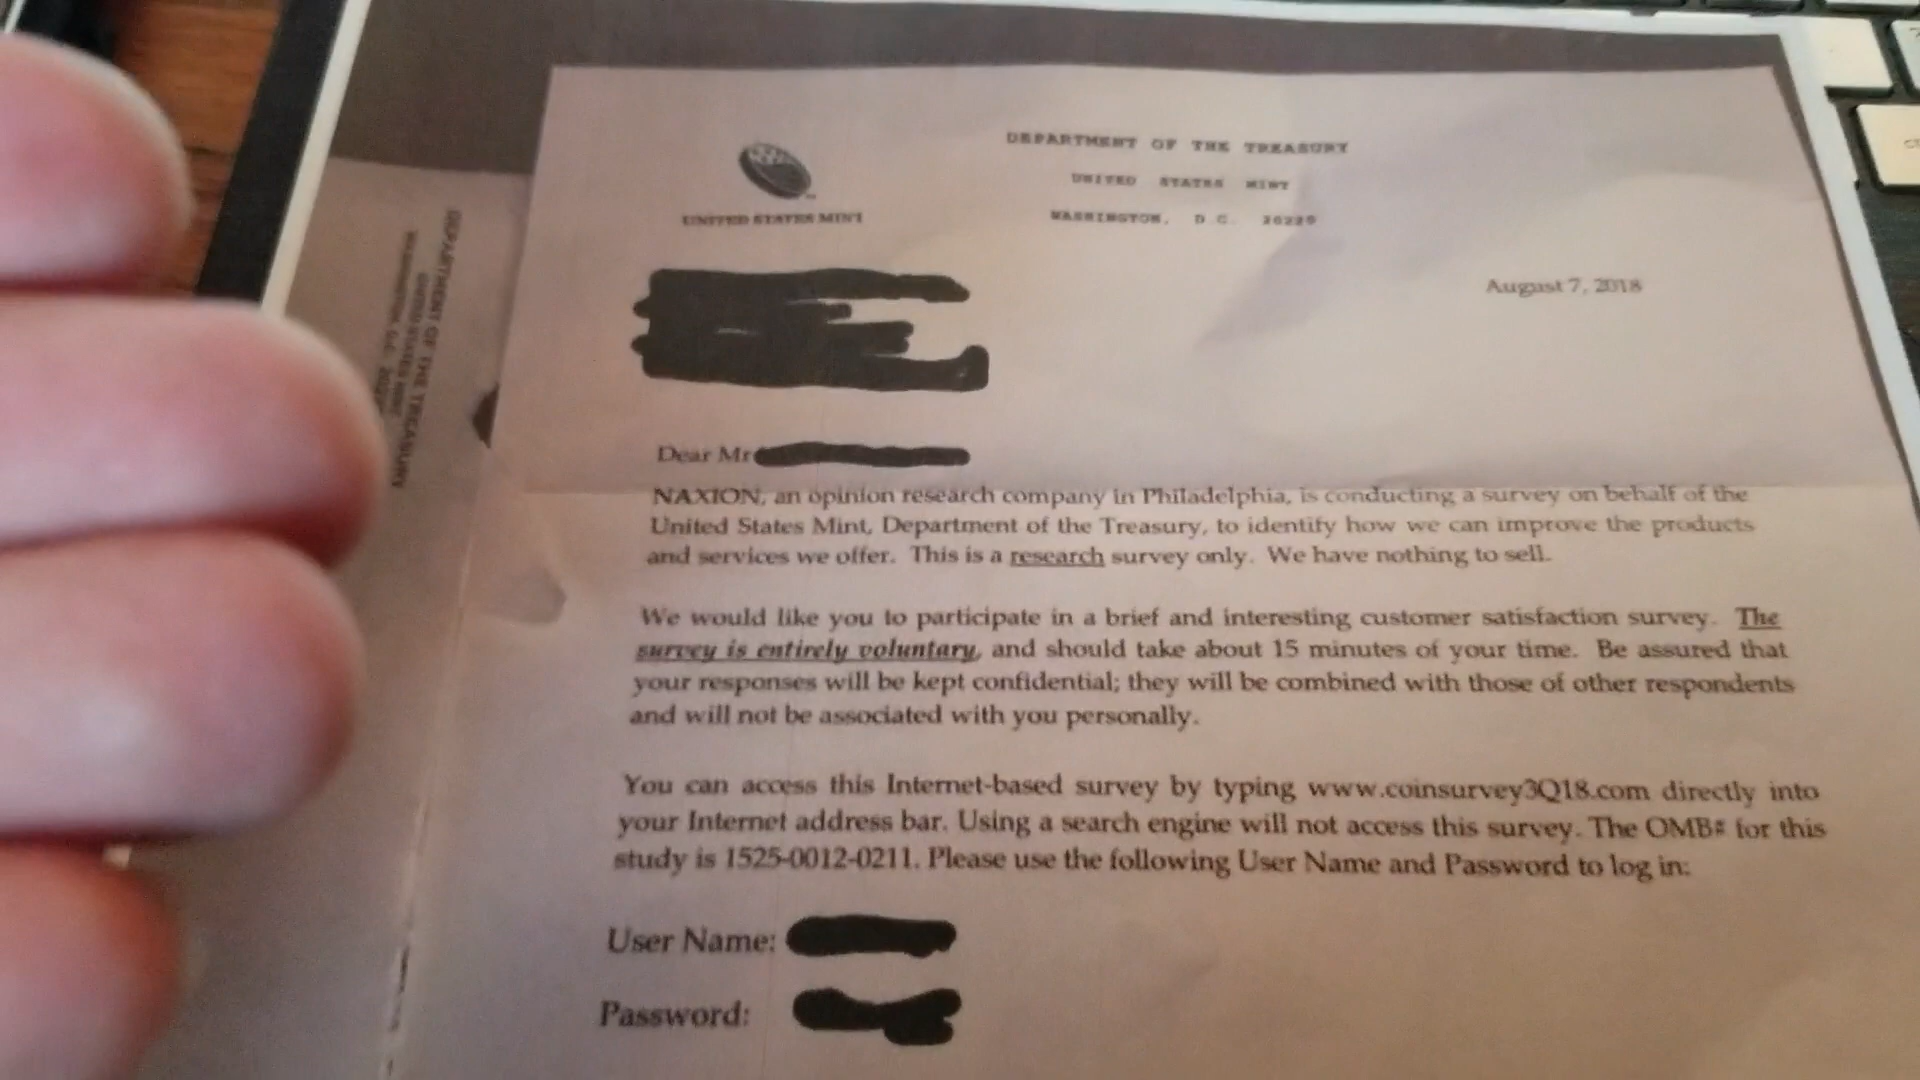 DEPARTMENT OF THE TREASURY
UNITED STATES MINT
WASHINGTON, D.C. 20220
UNITED STATES MINT
August 7, 2018
Dear Mr
NAXION, an opinion research company in Philadelphia, is conducting a survey on behalf of the
United States Mint, Department of the Treasury, to identify how we can improve the products
and services we offer. This is a research survey only. We have nothing to sell.
We would like you to participate in a brief and interesting customer satisfaction survey. The
survey is entirely voluntary, and should take about 15 minutes of your time. Be assured that
your responses will be kept confidential; they will be combined with those of other respondents
and will not be associated with you personally.
You can access this Internet-based survey by typing www.coinsurvey3Q18.com directly into
your Internet address bar. Using a search engine will not access this survey. The OMB# for this
study is 1525-0012-0211. Please use the following User Name and Password to log in:
User Name:
Password:
DEPARTMENT OF THE TREASURY
UNITED STATES MINT
WASHINGTON, D.C.